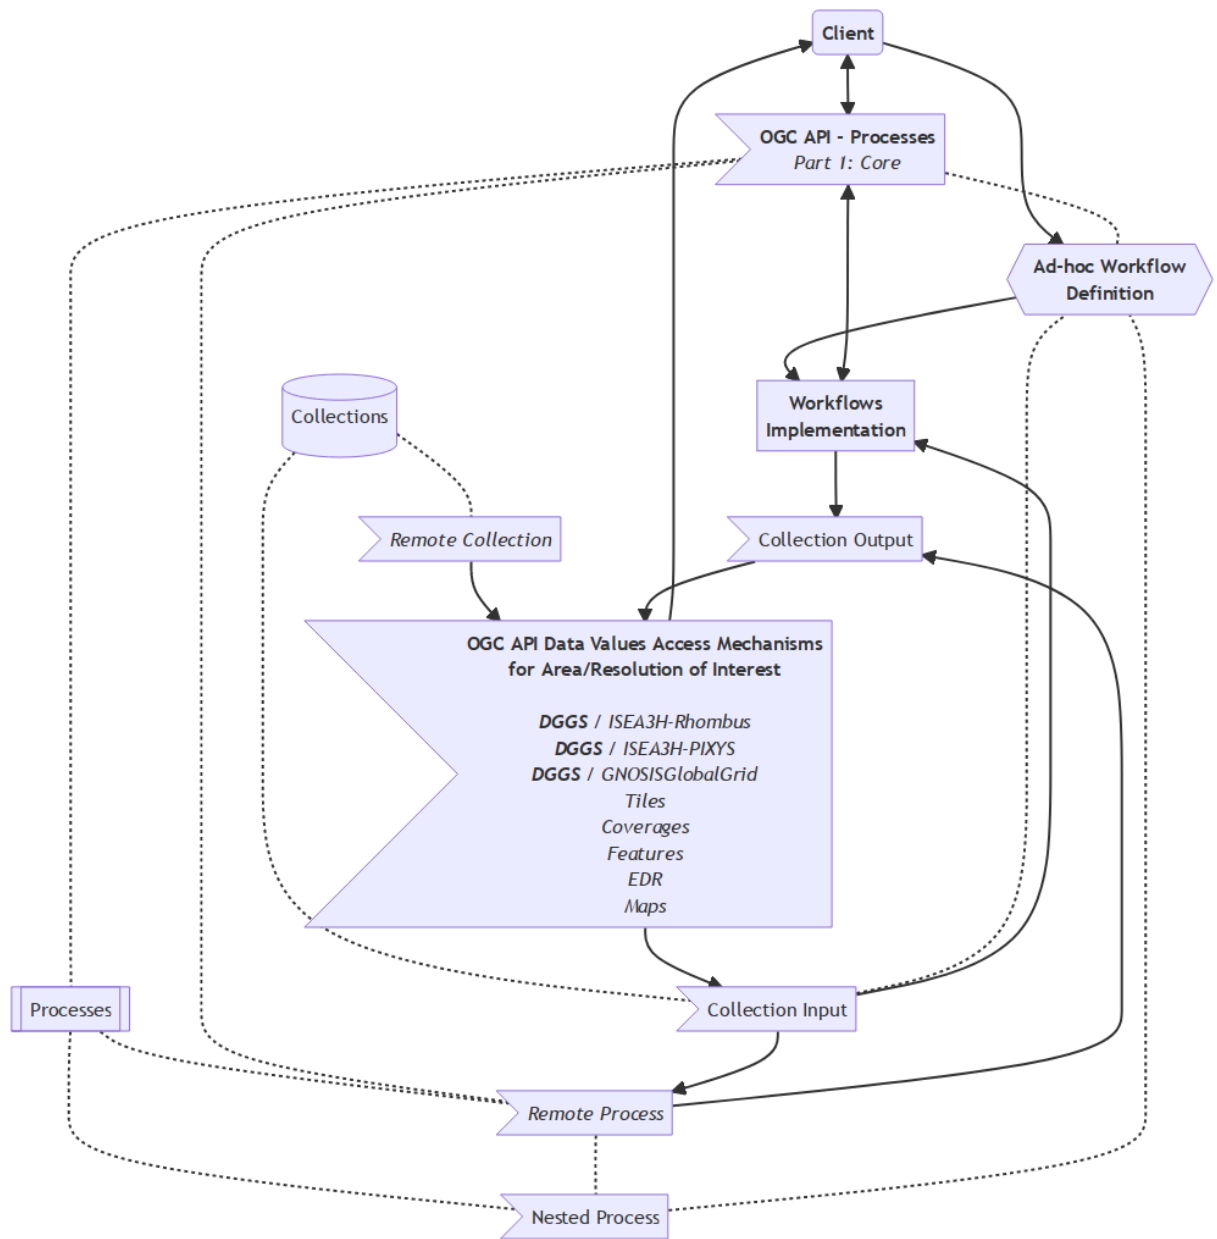 Client
OGC API - Processes
Part 1: Core
Ad-hoc Workflow
Definition
Collections
Workflows
Implementation
Remote Collection
Collection Output
OGC API Data Values Access Mechanisms
for Area/Resolution of Interest
DGGS / ISEA3H-Rhombus
DGGS / ISEA3H-PIXYS
DGGS / GNOSISGlobalGrid
Tiles
Coverages
Features
EDR
Maps
Processes
Collection Input
Remote Process
Nested Process